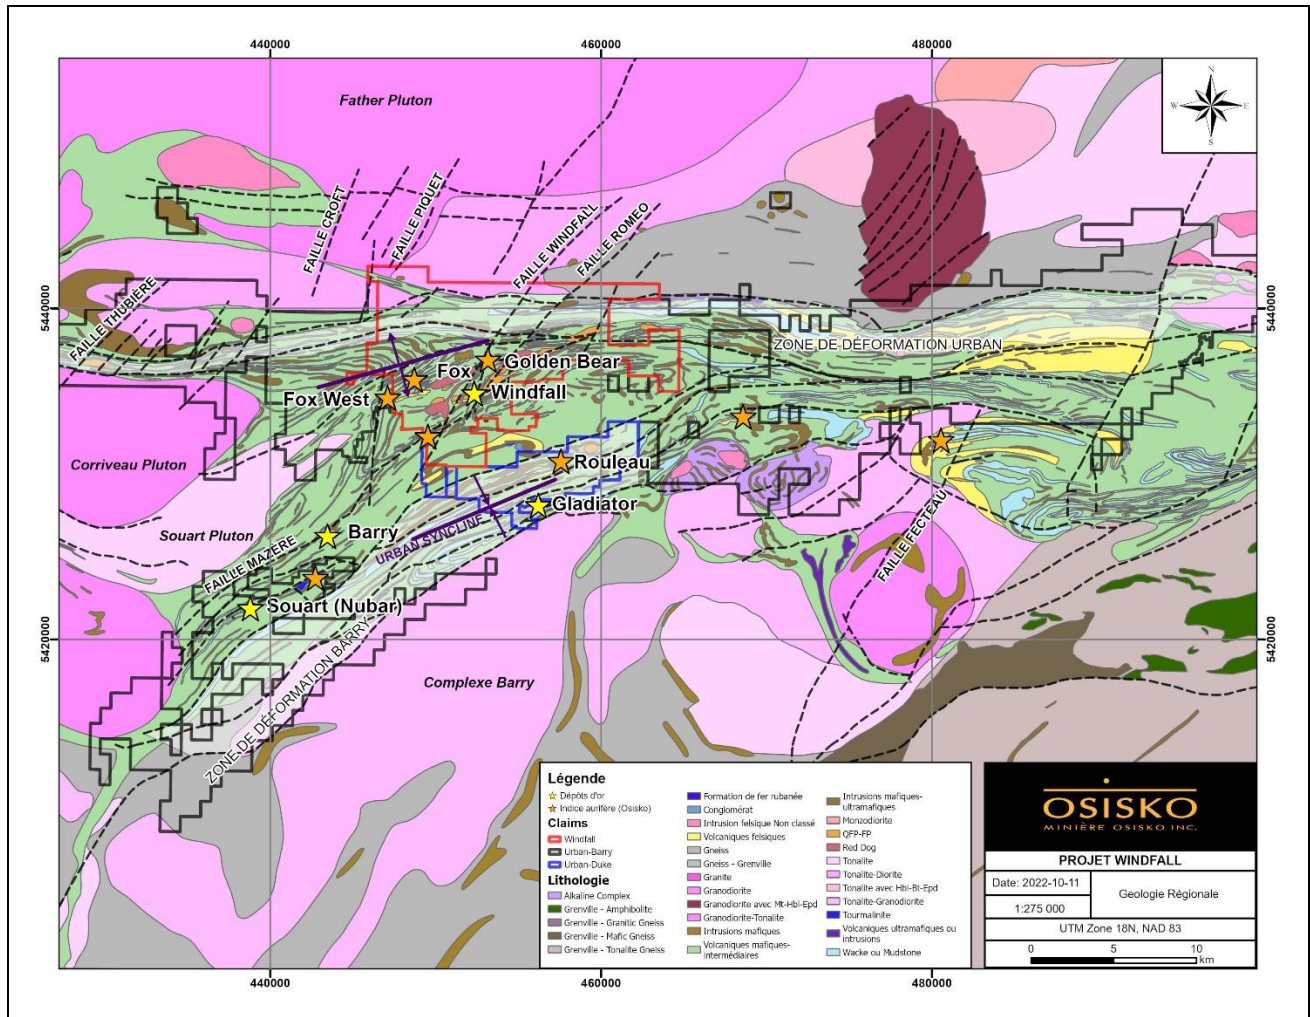 440000
460000
480000
Father Pluton
N
W
E
S
FAILLE CROFT
FAILLE PIQUET
FAILLE WINDFALL
FAILLE ROMEO
FAILLE THUBIÈRE
5440000
5440000
ZONE DE DÉFORMATION URBAN
Golden Bear
Fox
Windfall
Fox West
Corriveau Pluton
Rouleau
Gladiator
URBAN SYNCLINE
Souart Pluton
Barry
FAILLE MAZÈRE
FAILLE FECTEAU
Souart (Nubar)
5420000
5420000
ZONE DE DÉFORMATION BARRY
Complexe Barry
Légende
Dépôts d'or
Indice aurifère (Osisko)
Claims
Windfall
Urban-Barry
Urban-Duke
Lithologie
Alkaline Complex
Grenville - Amphibolite
Grenville - Granitic Gneiss
Grenville - Mafic Gneiss
Grenville - Tonalite Gneiss
Formation de fer rubanée
Conglomérat
Intrusion felsique Non classé
Volcaniques felsiques
Gneiss
Gneiss - Grenville
Granite
Granodiorite
Granodiorite avec Mt-Hbl-Epd
Granodiorite-Tonalite
Intrusions mafiques
Volcaniques mafiques-
intermédiaires
Intrusions mafiques-
ultramafiques
Monzodiorite
QFP-FP
Red Dog
Tonalite
Tonalite-Diorite
Tonalite avec Hbl-Bt-Epd
Tonalite-Granodiorite
Tourmalinite
Volcaniques ultramafiques ou
intrusions
Wacke ou Mudstone
OSISKO
MINIÈRE OSISKO INC.
PROJET WINDFALL
Date: 2022-10-11
1:275 000
Geologie Régionale
UTM Zone 18N, NAD 83
0
5
10
km
440000
460000
480000